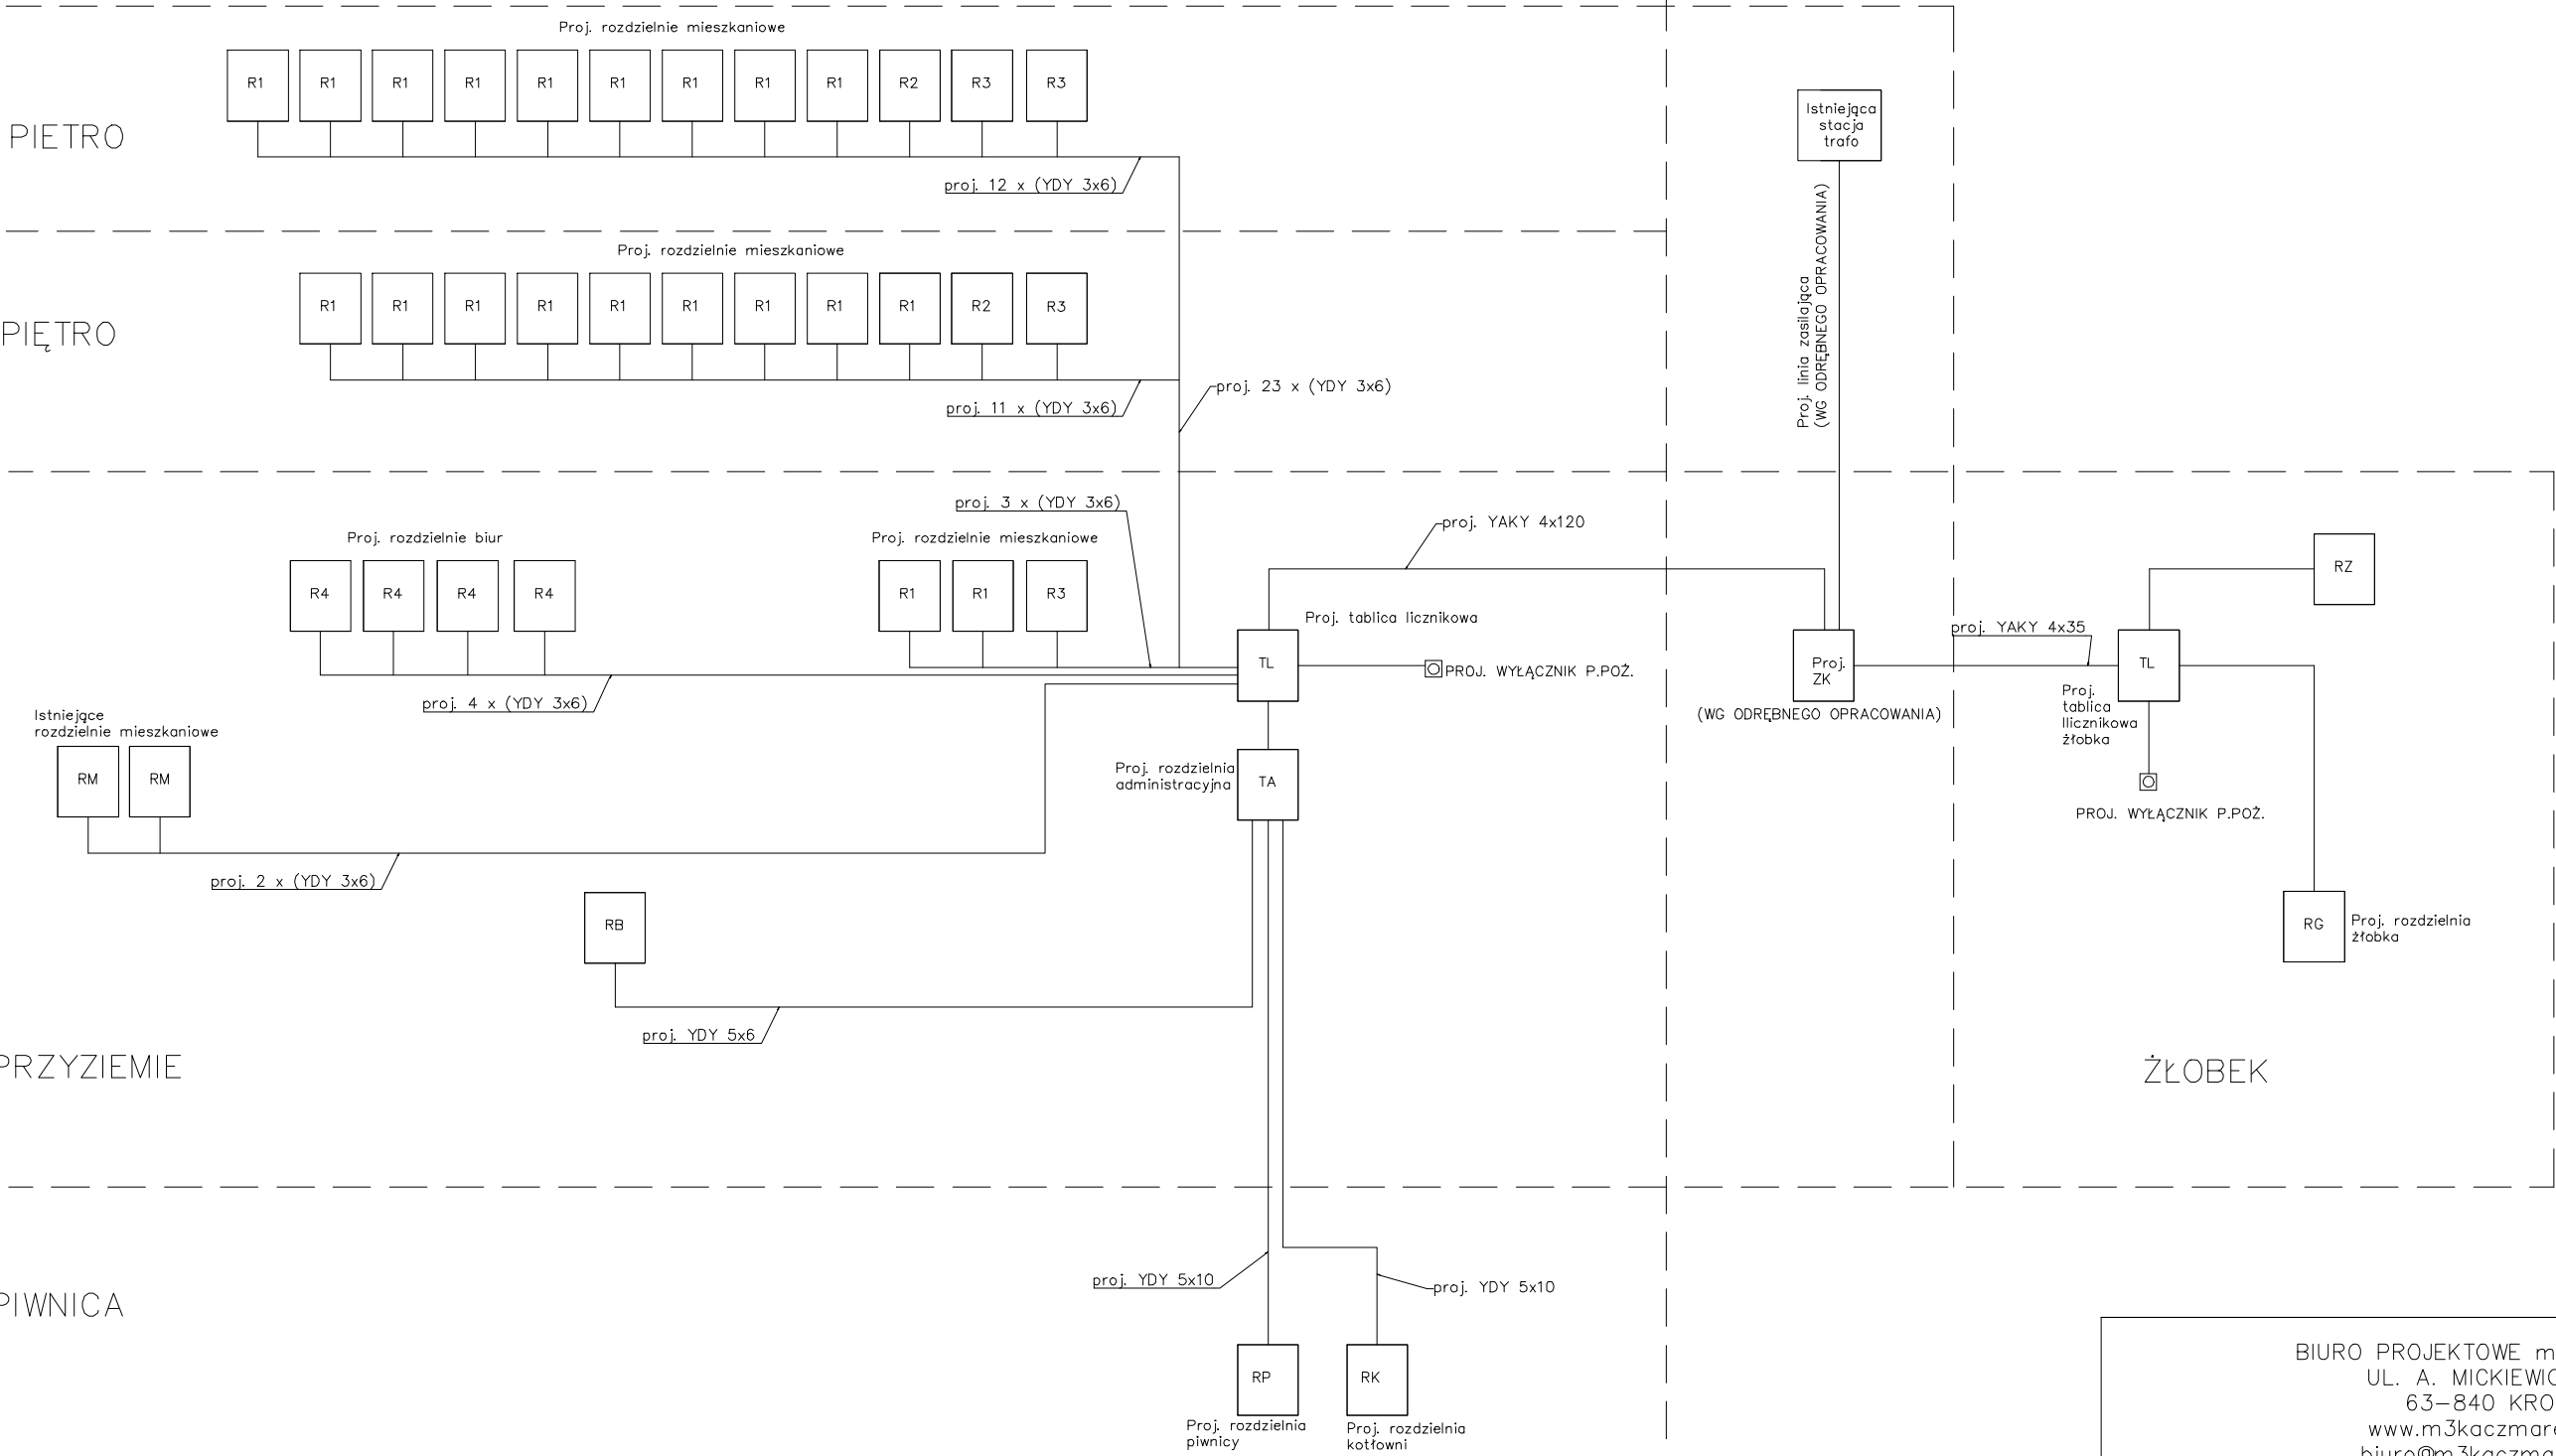 Proj. rozdzielnie mieszkaniowe
R1 R1 R1 R1 R1 R1 R1 R1 R1 R2 R3 R3
PIETRO
proj. 12 x (YDY 3x6)
Istniejąca
stacja
trafo
Proj. linia zasilająca
(WG ODRĘBNEGO OPRACOWANIA)
Proj. rozdzielnie mieszkaniowe
R1 R1 R1 R1 R1 R1 R1 R1 R1 R2 R3
PIĘTRO
proj. 11 x (YDY 3x6)
proj. 23 x (YDY 3x6)
proj. 3 x (YDY 3x6)
proj. YAKY 4x120
Proj. rozdzielnie biur
Proj. rozdzielnie mieszkaniowe
R4 R4 R4 R4
R1 R1 R3
RZ
Proj. tablica licznikowa
proj. YAKY 4x35
TL
PROJ. WYŁĄCZNIK P.POŻ.
Proj.
ZK
(WG ODRĘBNEGO OPRACOWANIA)
TL
Proj.
tablica
llicznikowa
żłobka
PROJ. WYŁĄCZNIK P.POŻ.
proj. 4 x (YDY 3x6)
Istniejące
rozdzielnie mieszkaniowe
RM RM
Proj. rozdzielnia
administracyjna
TA
proj. 2 x (YDY 3x6)
RB
RG
Proj. rozdzielnia
żłobka
proj. YDY 5x6
PRZYZIEMIE
ŻŁOBEK
proj. YDY 5x10
proj. YDY 5x10
PIWNICA
RP
RK
Proj. rozdzielnia
piwnicy
Proj. rozdzielnia
kotłowni
BIURO PROJEKTOWE m
UL. A. MICKIEWIC
63-840 KRO
www.m3kaczmare
biuro@m3kaczma